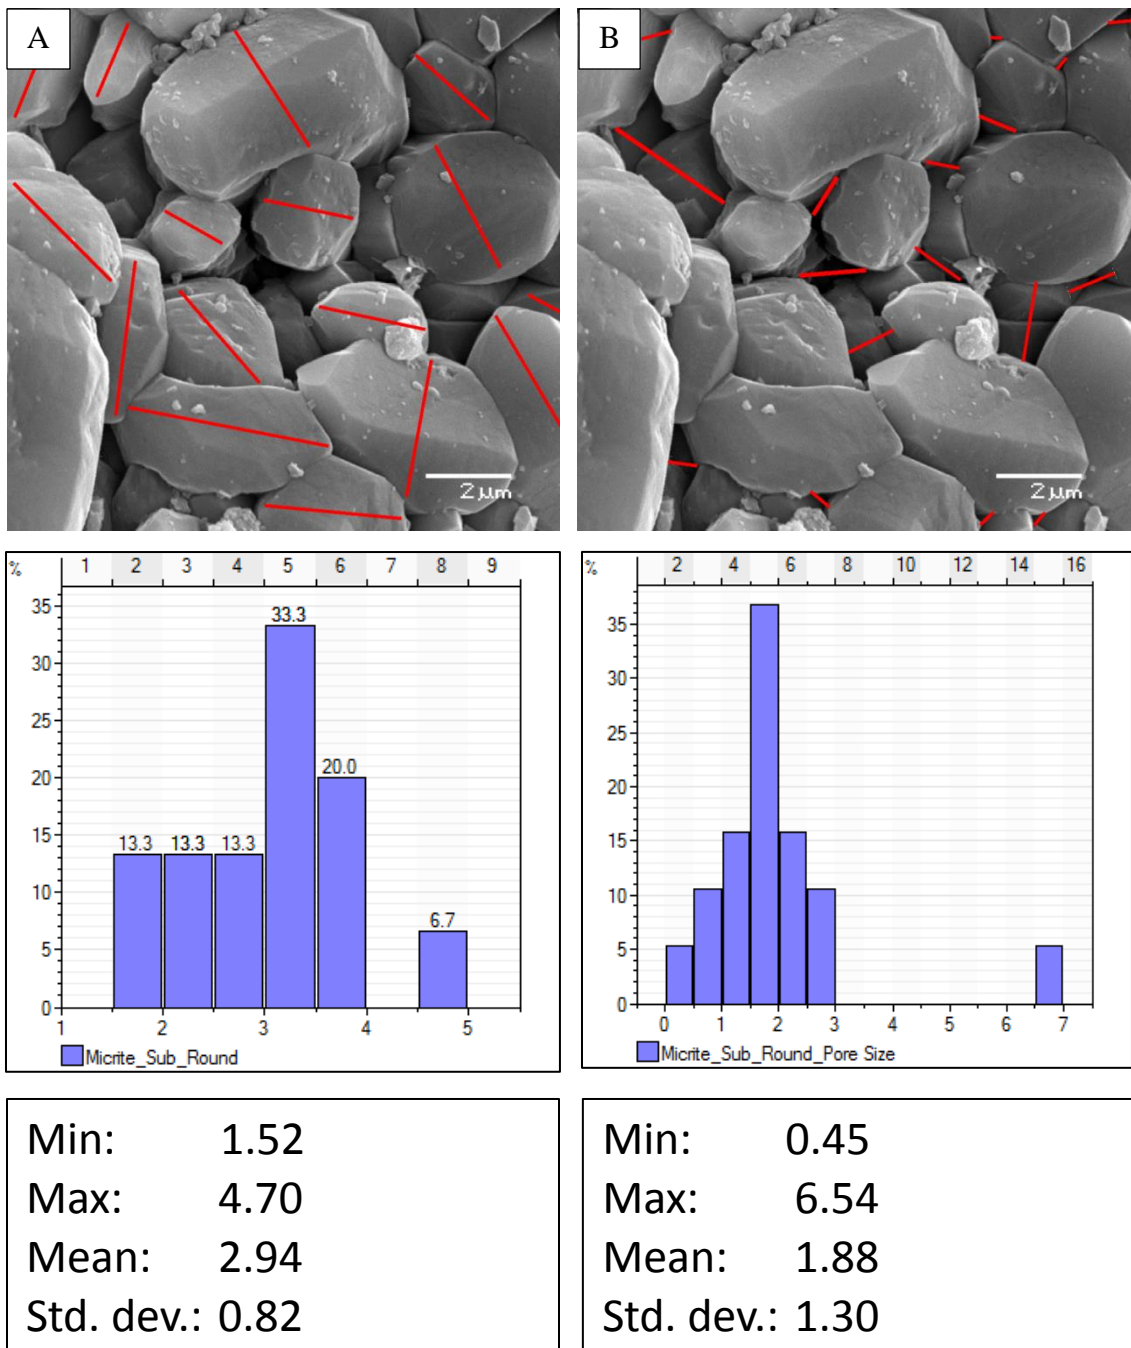 A
B
2 µm
2 µm
% 1 2 3 4 5 6 7 8 9
35
30
25
20
15
10
5
0
13.3 13.3 13.3 33.3 20.0 6.7
1 2 3 4 5
Micrite_Sub_Round
% 2 4 6 8 10 12 14 16
35
30
25
20
15
10
5
0
0 1 2 3 4 5 6 7
Micrite_Sub_Round_Pore Size
Min: 1.52
Max: 4.70
Mean: 2.94
Std. dev.: 0.82
Min: 0.45
Max: 6.54
Mean: 1.88
Std. dev.: 1.30